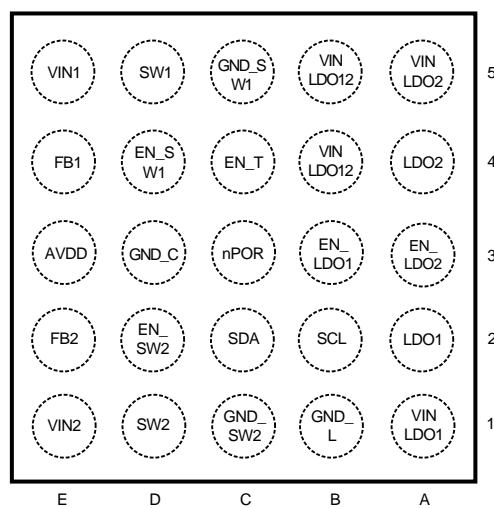 VIN1 SW1 GND_S VIN VIN 5
W1 LDO12 LDO2
FB1 EN_S EN_T VIN LDO2 4
W1 LDO12
AVDD GND_C nPOR EN_ EN_ 3
LDO1 LDO2
FB2 EN_ SDA SCL LDO1 2
SW2
VIN2 SW2 GND_ GND_ VIN 1
SW2 L LDO1
E D C B A